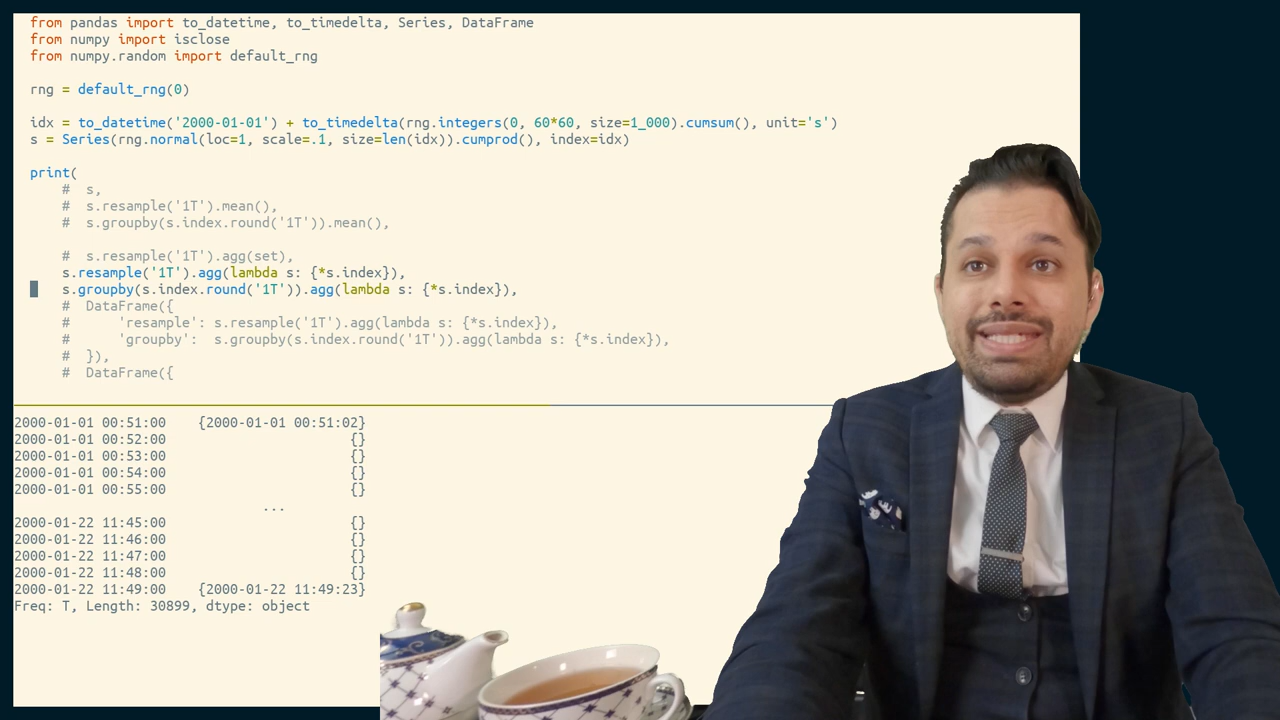 from pandas import to_datetime, to_timedelta, Series, DataFrame
from numpy import isclose
from numpy.random import default_rng
rng = default_rng(0)
idx = to_datetime('2000-01-01') + to_timedelta(rng.integers(0, 60*60, size=1_000).cumsum(), unit='s')
s = Series(rng.normal(loc=1, scale=.1, size=len(idx)).cumprod(), index=idx)
print(
#  s,
#  s.resample('1T').mean(),
#  s.groupby(s.index.round('1T')).mean(),
#  s.resample('1T').agg(set),
s.resample('1T').agg(lambda s: {*s.index}),
s.groupby(s.index.round('1T')).agg(lambda s: {*s.index}),
#  DataFrame({
#      'resample': s.resample('1T').agg(lambda s: {*s.index}),
#      'groupby':  s.groupby(s.index.round('1T')).agg(lambda s: {*s.index}),
#  }),
#  DataFrame({
2000-01-01 00:51:00    {2000-01-01 00:51:02}
2000-01-01 00:52:00                       {}
2000-01-01 00:53:00                       {}
2000-01-01 00:54:00                       {}
2000-01-01 00:55:00                       {}
...
2000-01-22 11:45:00                       {}
2000-01-22 11:46:00                       {}
2000-01-22 11:47:00                       {}
2000-01-22 11:48:00                       {}
2000-01-22 11:49:00    {2000-01-22 11:49:23}
Freq: T, Length: 30899, dtype: object